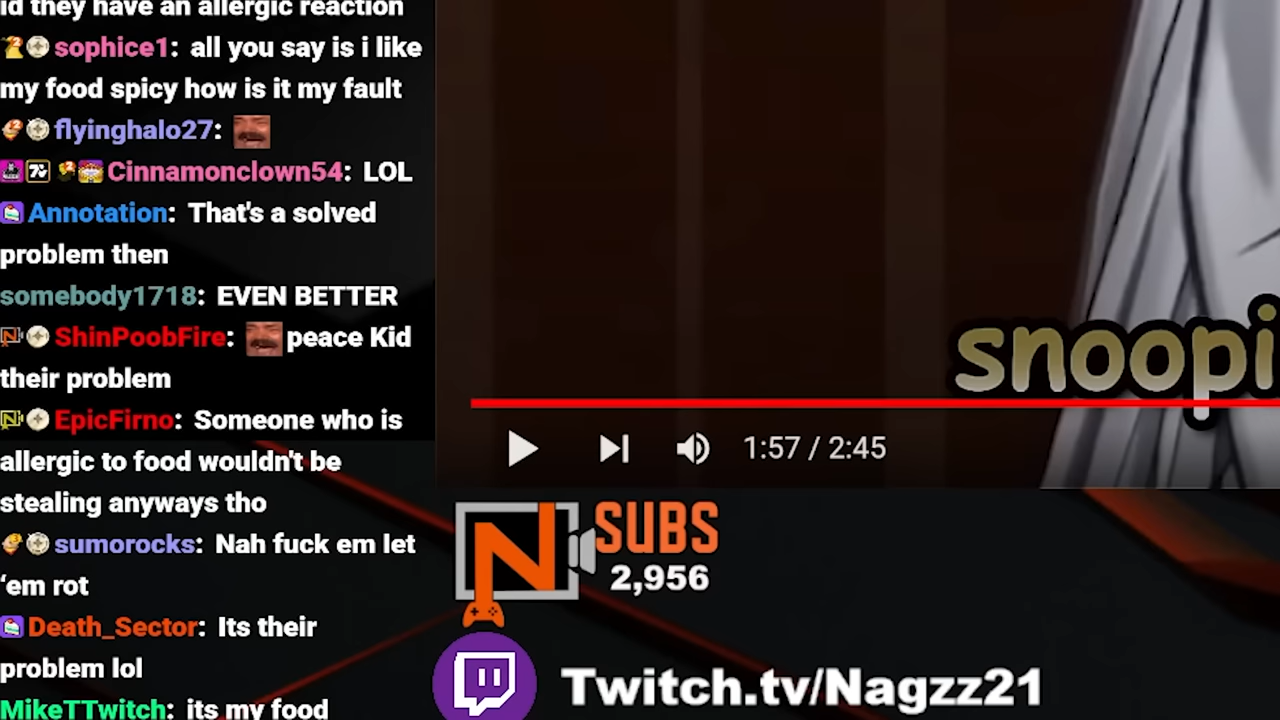 id they have an allergic reaction
sophice1: all you say is i like
my food spicy how is it my fault
flyinghalo27:
Cinnamonclown54: LOL
Annotation: That's a solved
problem then
somebody1718: EVEN BETTER
ShinPoobFire: peace Kid
their problem
EpicFirno: Someone who is
allergic to food wouldn't be
stealing anyways tho
sumorocks: Nah fuck em let
‘em rot
Death_Sector: Its their
problem lol
MikeTTwitch: its my food
snoopi
1:57 / 2:45
N
SUBS
2,956
Twitch.tv/Nagzz21